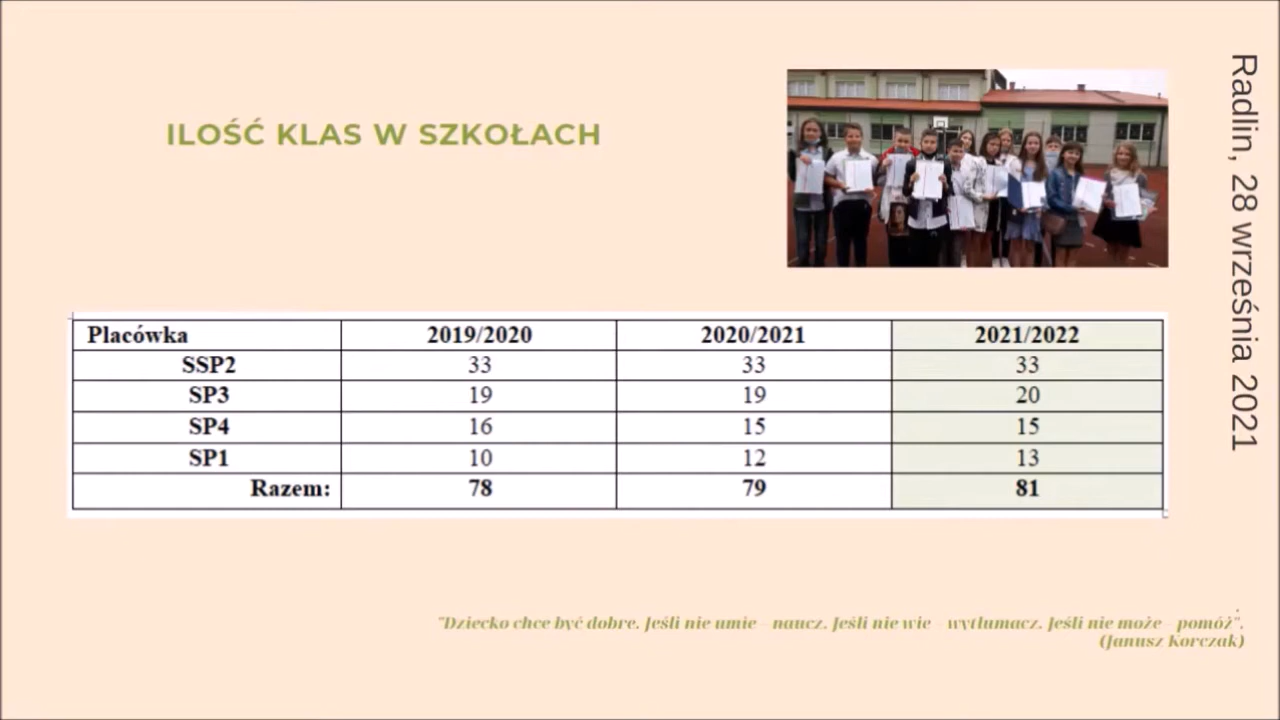 ILOŚĆ KLAS W SZKOŁACH
Radlin, 28 września 2021
Placówka 2019/2020 2020/2021 2021/2022
SSP2 33 33 33
SP3 19 19 20
SP4 16 15 15
SP1 10 12 13
Razem: 78 79 81
"Dziecko chce być dobre. Jeśli nie umie - naucz. Jeśli nie wie - wytlumacz. Jeśli nie może - pomóż".
(Janusz Korczak)